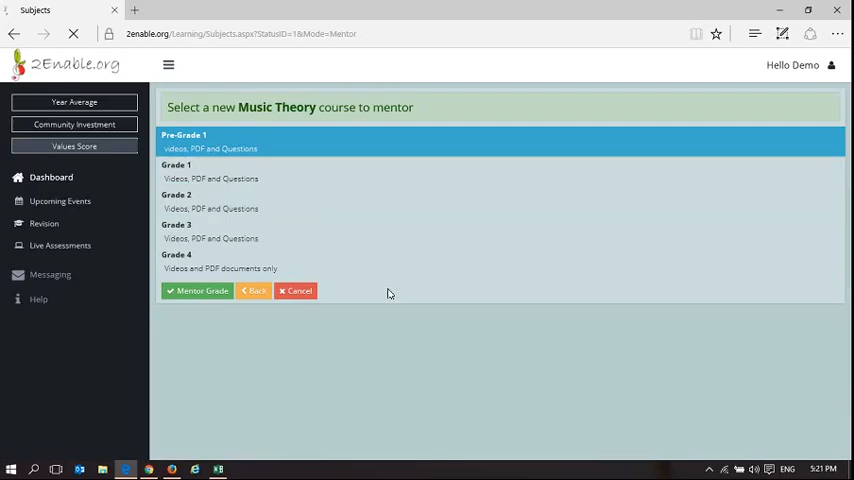 Subjects
2enable.org/Learning/Subjects.aspx?StatusID=1&Mode=Mentor
2Enable.org
Hello Demo
Year Average
Community Investment
Values Score
Dashboard
Upcoming Events
Revision
Live Assessments
Messaging
Help
Select a new Music Theory course to mentor
Pre-Grade 1
videos, PDF and Questions
Grade 1
Videos, PDF and Questions
Grade 2
Videos, PDF and Questions
Grade 3
Videos, PDF and Questions
Grade 4
Videos and PDF documents only
Mentor Grade Back Cancel
ENG 5:21 PM